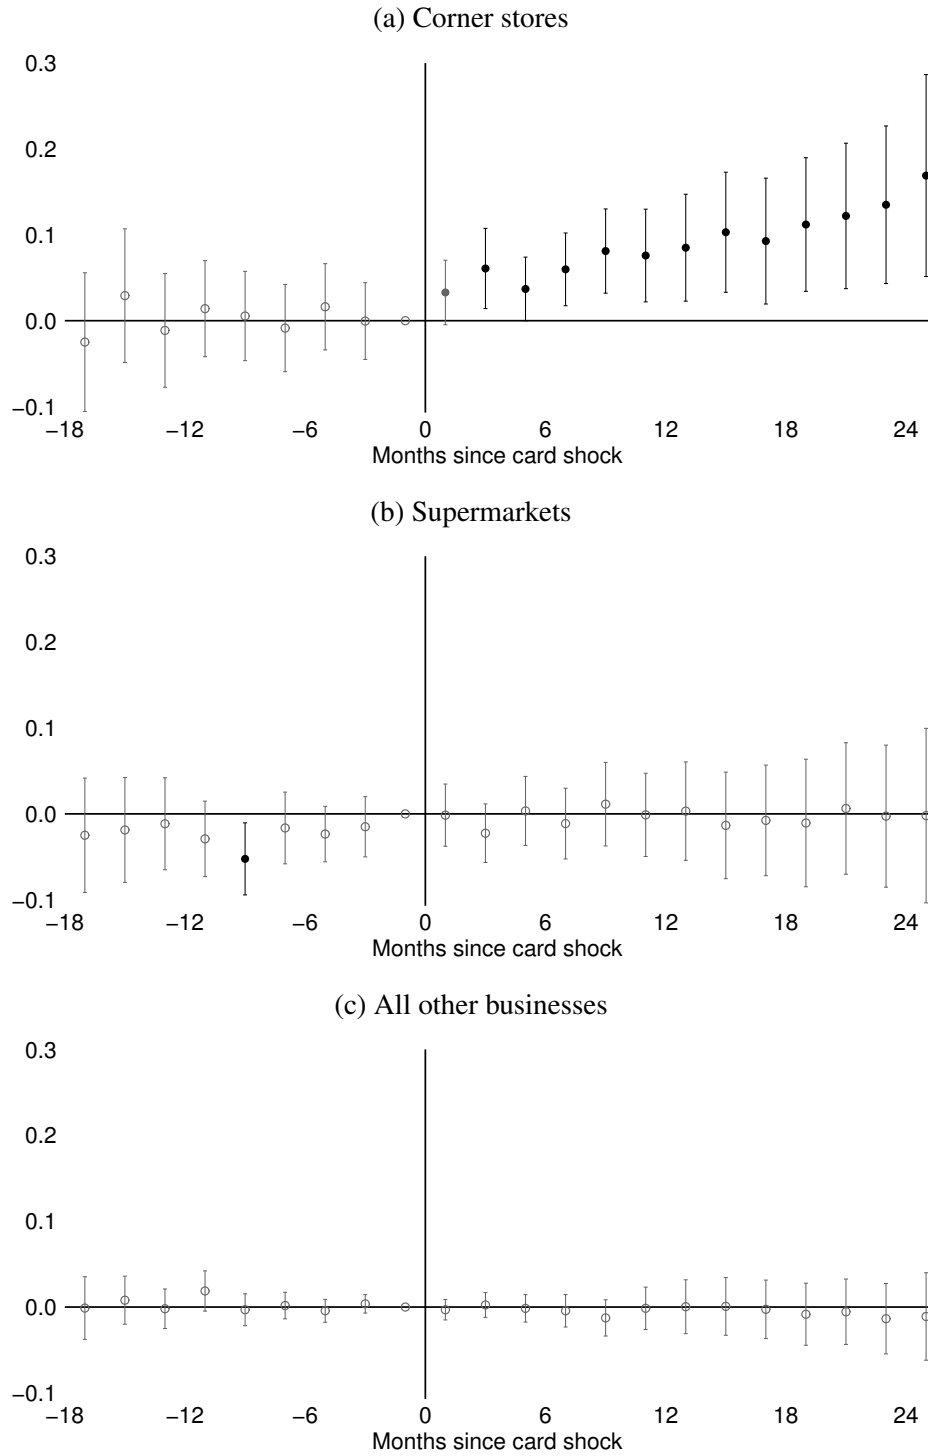 (a) Corner stores
0.3
0.2
0.1
0.0
−0.1
−18 −12 −6 0 6 12 18 24
Months since card shock
(b) Supermarkets
0.3
0.2
0.1
0.0
−0.1
−18 −12 −6 0 6 12 18 24
Months since card shock
(c) All other businesses
0.3
0.2
0.1
0.0
−0.1
−18 −12 −6 0 6 12 18 24
Months since card shock